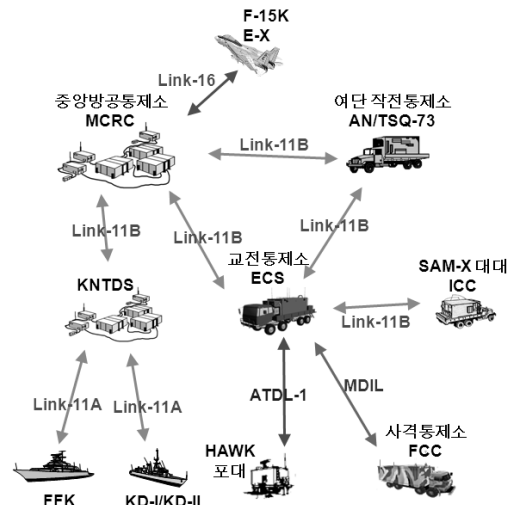 F-15K
E-X
Link-16
중앙방공통제소
MCRC
여단 작전통제소
AN/TSQ-73
Link-11B
Link-11B
Link-11B
Link-11B
KNTDS
교전통제소
ECS
SAM-X 대대
ICC
Link-11B
Link-11A
Link-11A
ATDL-1
MDIL
HAWK
포대
사격통제소
FCC
FFK
KD-I/KD-II